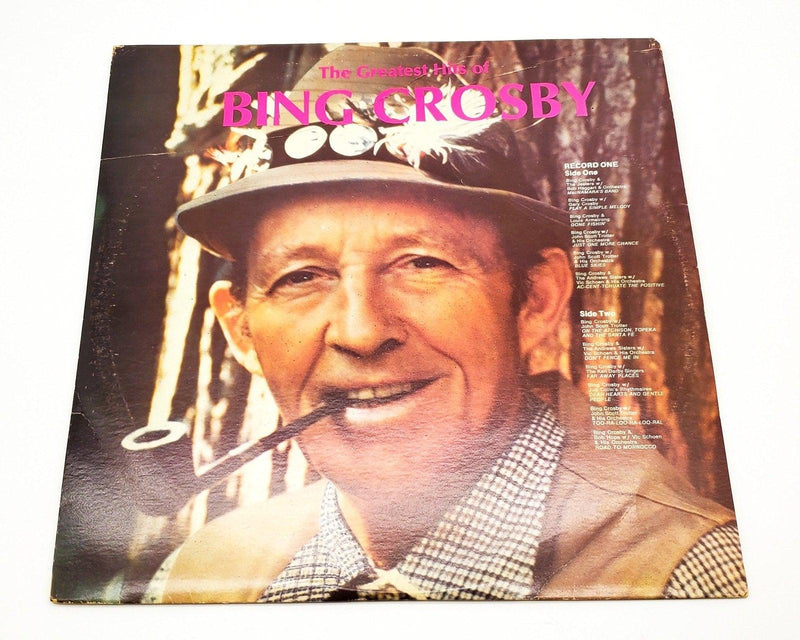 The Greatest Hits of
BING CROSBY
RECORD ONE
Side One
Bing Crosby &
The Jesters w/
Bob Haggart & Orchestra
McNAMARA'S BAND
Bing Crosby w/
Gary Crosby
PLAY A SIMPLE MELODY
Bing Crosby &
Louis Armstrong
GONE FISHIN'
Bing Crosby w/
John Scott Trotter
& His Orchestra
JUST ONE MORE CHANCE
Bing Crosby w/
John Scott Trotter
& His Orchestra
BLUE SKIES
Bing Crosby &
The Andrews Sisters w/
Vic Schoen & His Orchestra
AC-CENT-TCHUATE THE POSITIVE
Side Two
Bing Crosby w/
John Scott Trotter
ON THE ATCHISON, TOPEKA
AND THE SANTA FE
Bing Crosby &
The Andrews Sisters w/
Vic Schoen & His Orchestra
DON'T FENCE ME IN
Bing Crosby w/
The Ken Darby Singers
FAR AWAY PLACES
Bing Crosby w/
Rhythmaires
DEAR HEARTS AND GENTLE
PEOPLE
Bing Crosby w/
John Scott Trotter
& His Orchestra
TOO-RA-LOO-RA-LOO-RAL
Bing Crosby &
Bob Hope w/ Vic Schoen
& His Orchestra
ROAD TO MOROCCO